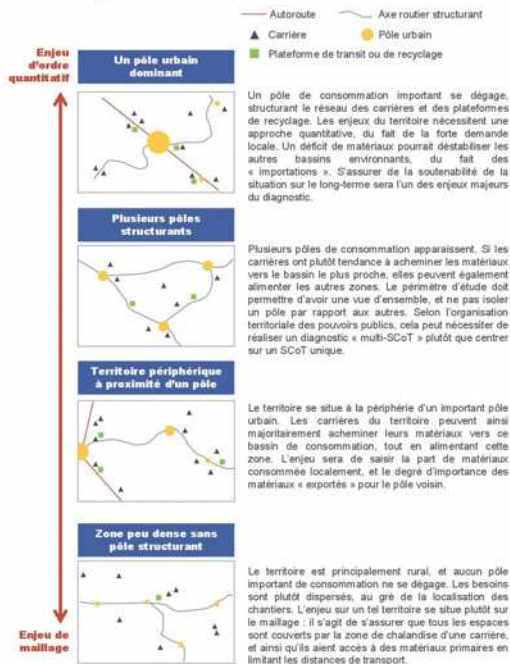 Autoroute
Axe routier structurant
Carrière
Pôle urbain
Plateforme de transit ou de recyclage
Enjeu
d'ordre
quantitatif
Un pôle urbain
dominant
Un pôle de consommation important se dégage,
structurant le réseau des carrières et des plateformes
de recyclage. Les enjeux du territoire nécessitent une
approche quantitative, du fait de la forte demande
locale. Un déficit de matériaux pourrait déstabiliser les
autres bassins environnants, du fait des
« importations ». S'assurer de la soutenabilité de la
situation sur le long-terme sera l'un des enjeux majeurs
du diagnostic.
Plusieurs pôles
structurants
Plusieurs pôles de consommation apparaissent. Si les
carrières ont plutôt tendance à acheminer les matériaux
vers le bassin le plus proche, elles peuvent également
alimenter les autres zones. Le périmètre d'étude doit
permettre d'avoir une vue d'ensemble, et ne pas isoler
un pôle par rapport aux autres. Selon l'organisation
territoriale des pouvoirs publics, cela peut nécessiter de
réaliser un diagnostic « multi-SCoT » plutôt que centrer
sur un SCoT unique.
Territoire périphérique
à proximité d'un pôle
Le territoire se situe à la périphérie d'un important pôle
urbain. Les carrières du territoire peuvent ainsi
majoritairement acheminer leurs matériaux vers ce
bassin de consommation, tout en alimentant cette
zone. L'enjeu sera de saisir la part de matériaux
consommée localement, et le degré d'importance des
matériaux « exportés » pour le pôle voisin.
Zone peu dense sans
pôle structurant
Le territoire est principalement rural, et aucun pôle
important de consommation ne se dégage. Les besoins
sont plutôt dispersés, au gré de la localisation des
chantiers. L'enjeu sur un tel territoire se situe plutôt sur
le maillage : il s'agit de s'assurer que tous les espaces
sont couverts par la zone de chalandise d'une carrière,
et ainsi qu'ils aient accès à des matériaux primaires en
limitant les distances de transport.
Enjeu de
maillage